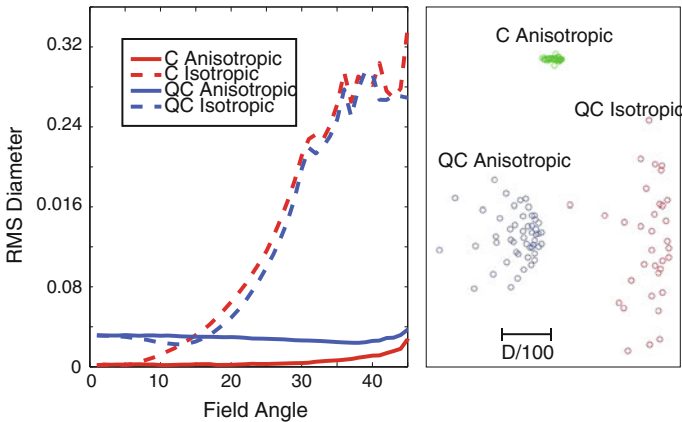 0.32
0.24
0.016
0.08
0
RMS Diameter
C Anisotropic
C Isotropic
QC Anisotropic
QC Isotropic
0 10 20 30 40
Field Angle
C Anisotropic
QC Isotropic
QC Anisotropic
D/100